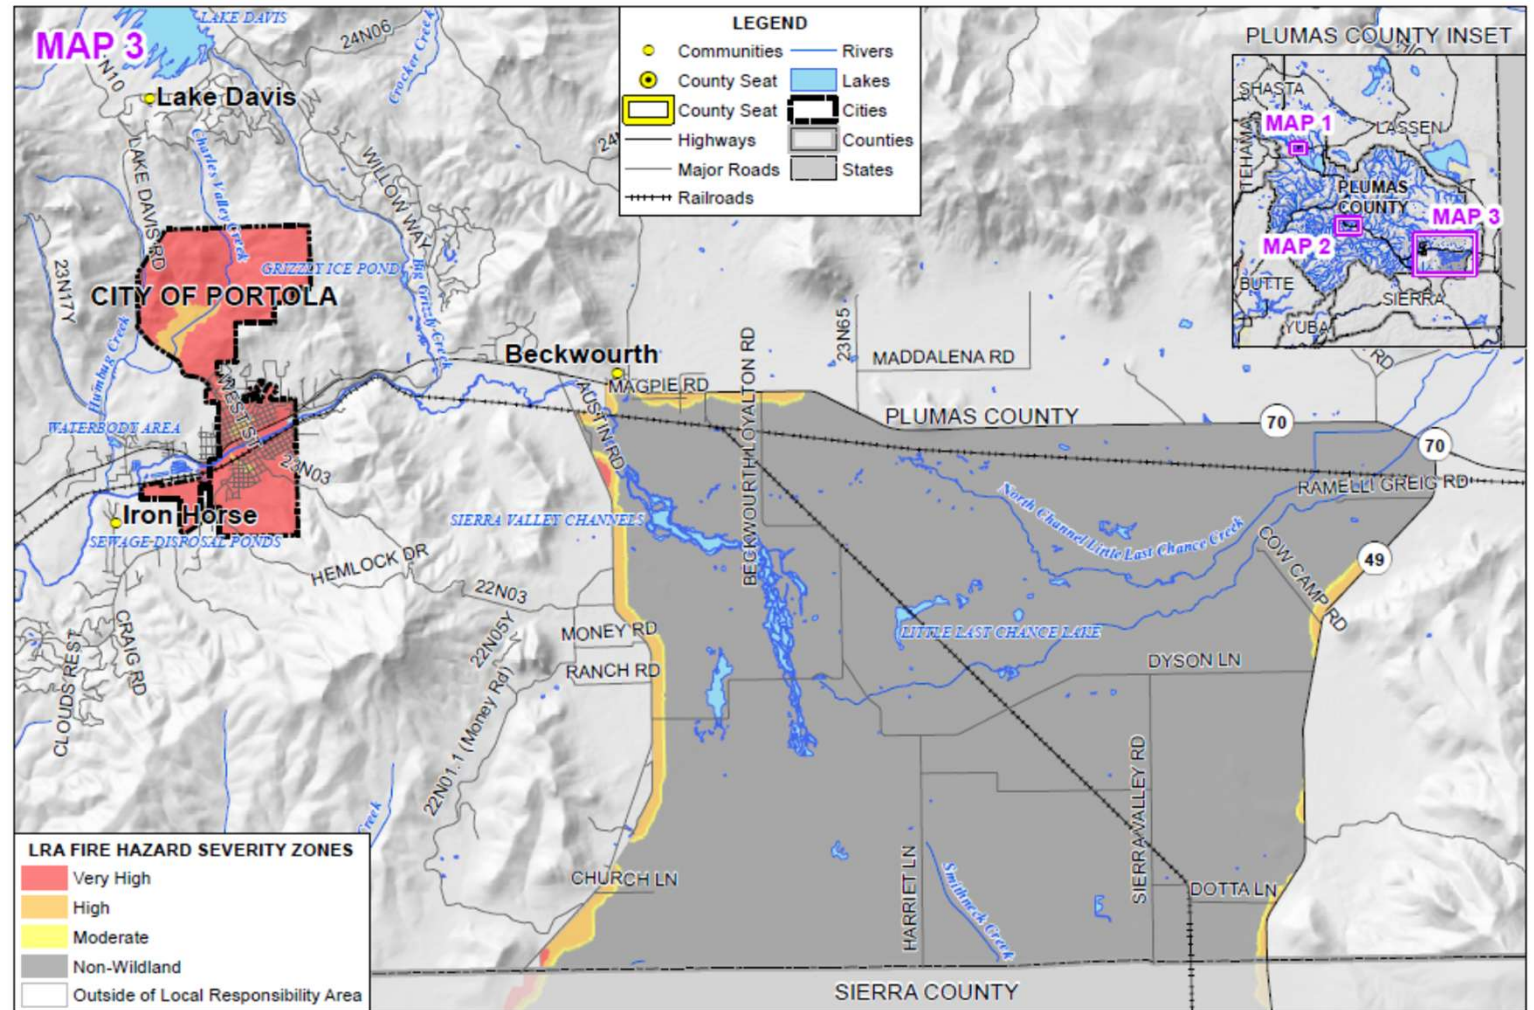 MAP 3
LAKE DAVIS
24N06
Crocker Creek
N10
Lake Davis
LEGEND
Communities
Rivers
County Seat
Lakes
County Seat
Cities
Highways
Counties
Major Roads
States
Railroads
PLUMAS COUNTY INSET
SHASTA
MAP 1
LASSEN
TEHAMA
PLUMAS
COUNTY
MAP 3
MAP 2
BUTTE
SIERRA
YUBA
LAKE DAVIS RD
Charles Valley Creek
WILLOW WAY
23N17Y
GRIZZLY ICE POND
Big Grizzly Creek
CITY OF PORTOLA
Humbug Creek
WEST ST
WATERBODY AREA
23N03
Iron Horse
SEWAGE DISPOSAL PONDS
HEMLOCK DR
22N03
CRAIG RD
CLOUDS REST
22N05Y
22N01.1 (Money Rd)
Creek
Beckwourth
MAGPIE RD
AUSTIN RD
BECKWOURTH LOYALTON RD
23N65
MADDALENA RD
RD
PLUMAS COUNTY
70
70
RAMELLI GREIG RD
North Channel Little Last Chance Creek
COW CAMP RD
49
SIERRA VALLEY CHANNELS
MONEY RD
RANCH RD
LITTLE LAST CHANCE LAKE
DYSON LN
SIERRA VALLEY RD
CHURCH LN
HARRIET LN
Smithneck Creek
DOTTA LN
SIERRA COUNTY
LRA FIRE HAZARD SEVERITY ZONES
Very High
High
Moderate
Non-Wildland
Outside of Local Responsibility Area